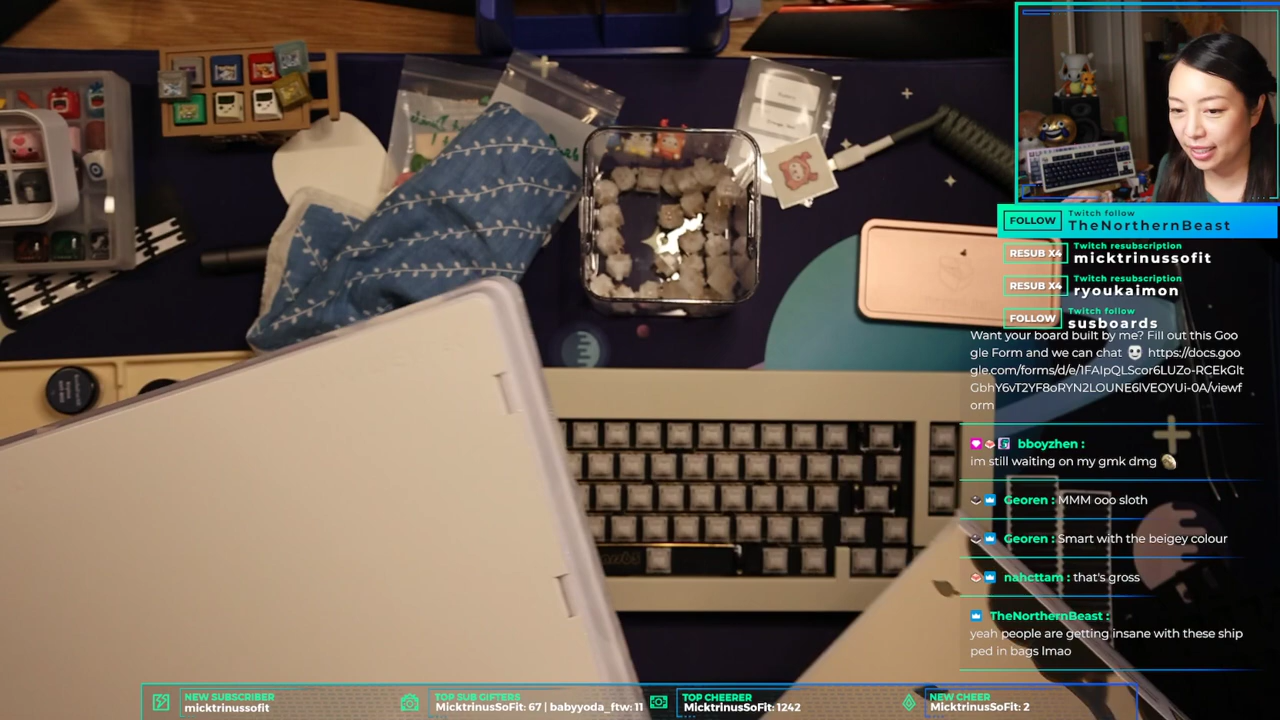 FOLLOW
Twitch follow
TheNorthernBeast
RESUB X4
Twitch resubscription
micktrinussofit
RESUB X4
Twitch resubscription
ryoukaimon
FOLLOW
Twitch follow
susboards
Want your board built by me? Fill out this Goo
gle Form and we can chat https://docs.goo
gle.com/forms/d/e/1FAIpQLScor6LUZo-RCEkGlt
GbhY6vT2YF8oRYN2LOUNE6lVEOYUi-0A/viewf
orm
bboyzhen :
im still waiting on my gmk dmg
Georen : MMM ooo sloth
Georen : Smart with the beigey colour
nahcttam : that's gross
TheNorthernBeast :
yeah people are getting insane with these ship
ped in bags lmao
NEW SUBSCRIBER
micktrinussofit
TOP SUB GIFTERS
MicktrinusSoFit: 67 | babyyoda_ftw: 11
TOP CHEERER
MicktrinusSoFit: 1242
NEW CHEER
MicktrinusSoFit: 2